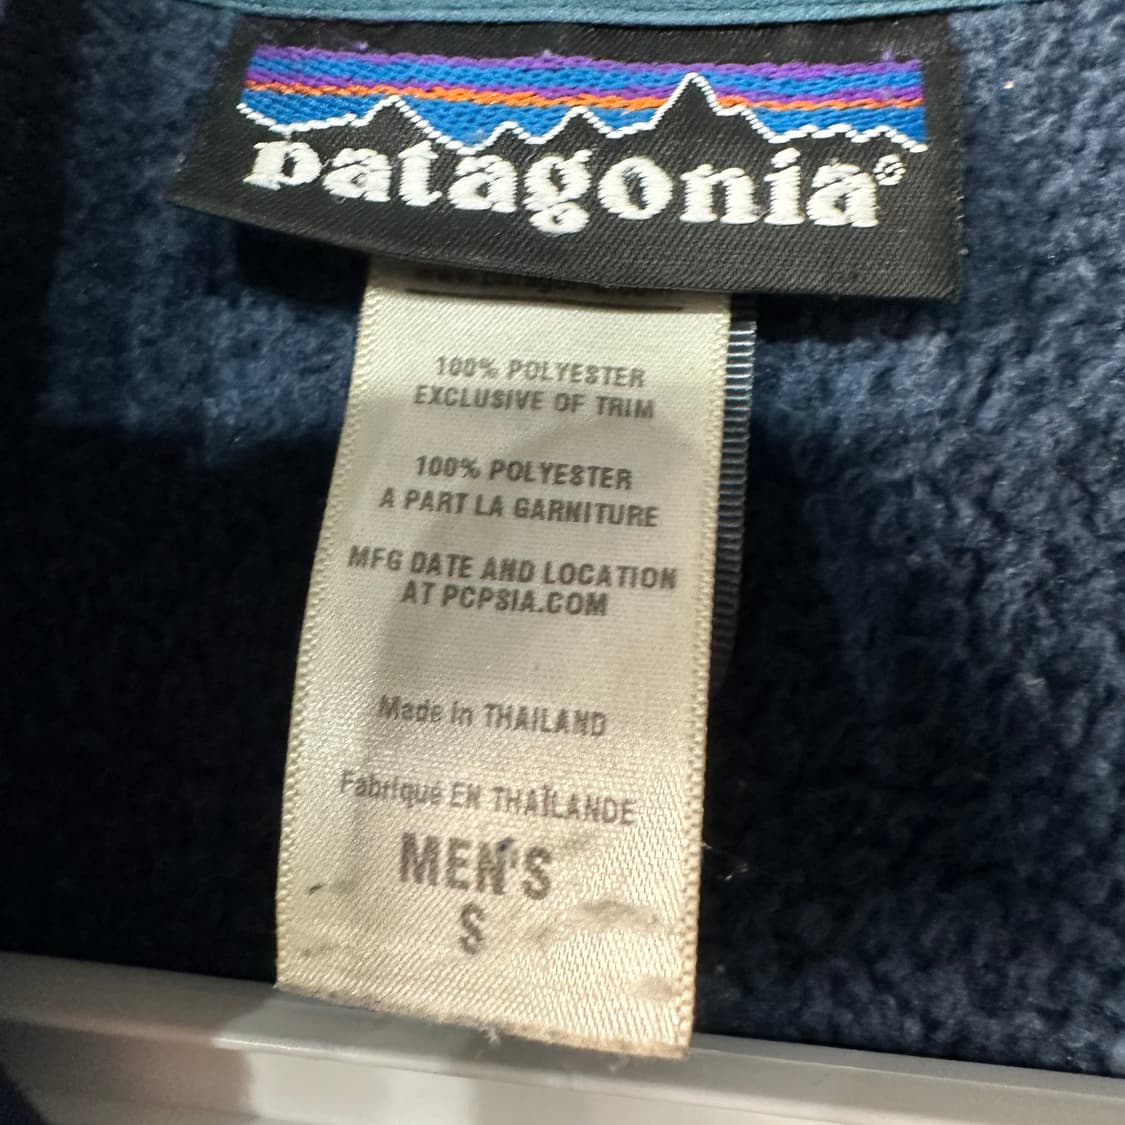 patagonia®
100% POLYESTER
EXCLUSIVE OF TRIM
100% POLYESTER
A PART LA GARNITURE
MFG DATE AND LOCATION
AT PCPSIA.COM
Made in THAILAND
Fabriqué EN THAÏLANDE
MEN'S
S